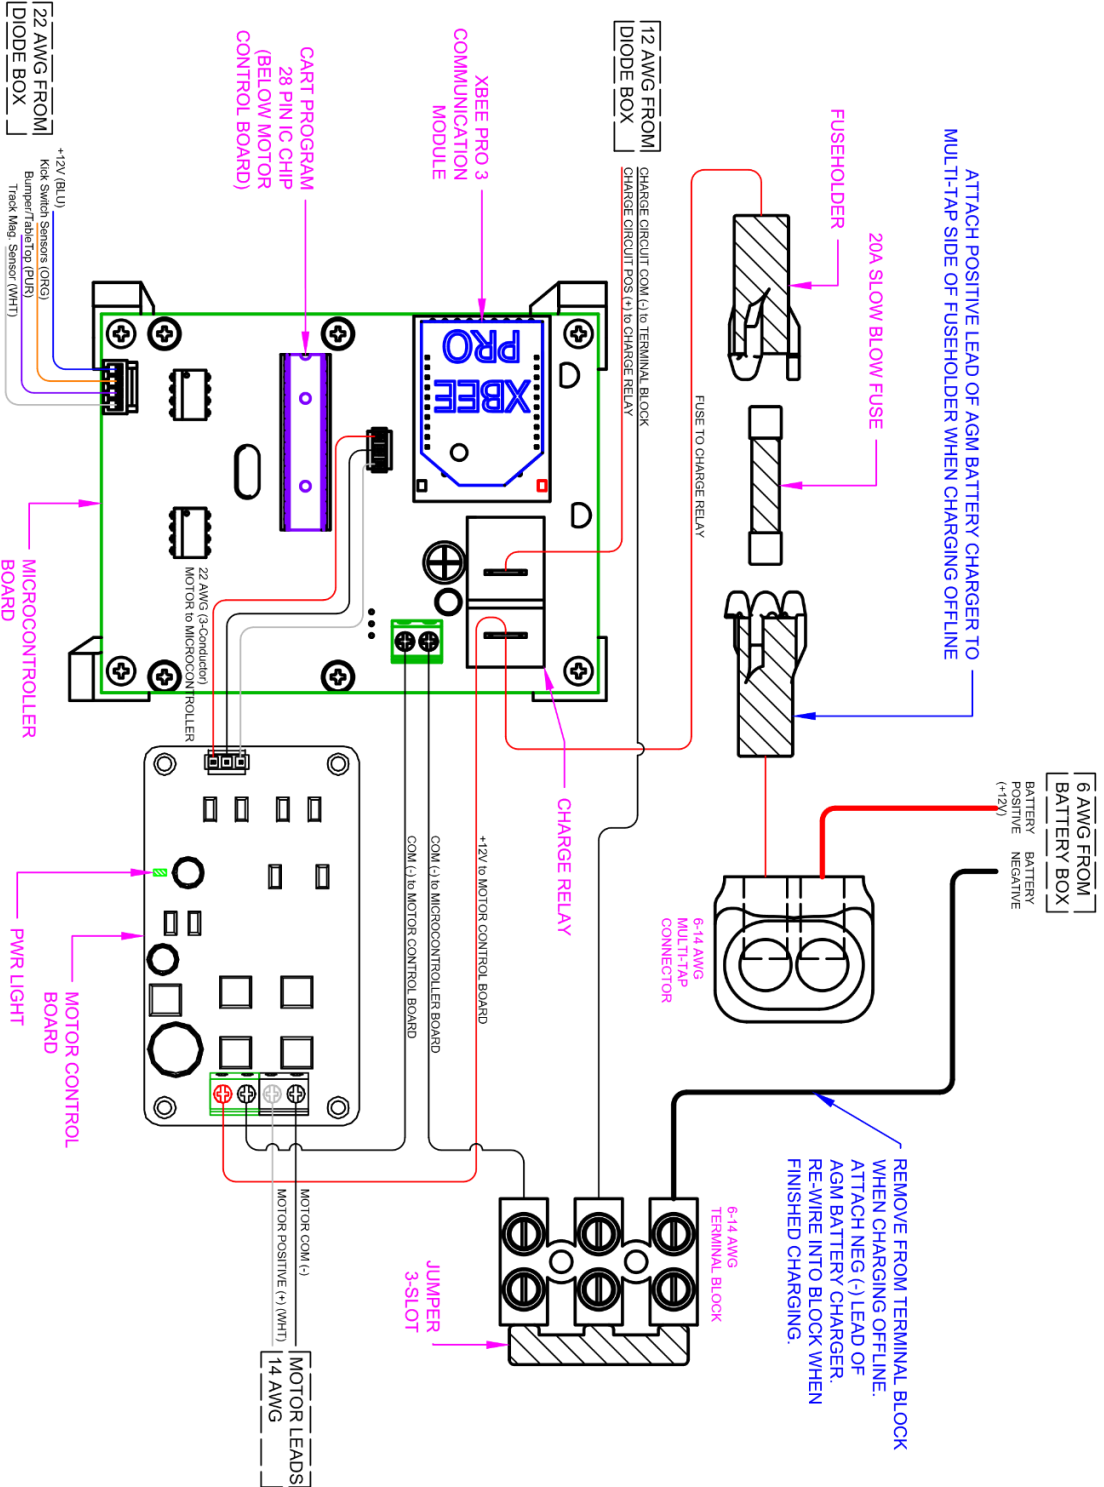 6 AWG FROM
BATTERY BOX
BATTERY
POSITIVE
(+12V)
BATTERY
NEGATIVE
ATTACH POSITIVE LEAD OF AGM BATTERY CHARGER TO
MULTI-TAP SIDE OF FUSEHOLDER WHEN CHARGING OFFLINE
20A SLOW BLOW FUSE
FUSEHOLDER
REMOVE FROM TERMINAL BLOCK
WHEN CHARGING OFFLINE.
ATTACH NEG (-) LEAD OF
AGM BATTERY CHARGER.
RE-WIRE INTO BLOCK WHEN
FINISHED CHARGING.
6-14 AWG
MULTI-TAP
CONNECTOR
6-14 AWG
TERMINAL BLOCK
FUSE TO CHARGE RELAY
12 AWG FROM
DIODE BOX
CHARGE CIRCUIT COM (-) to TERMINAL BLOCK
CHARGE CIRCUIT POS (+) to CHARGE RELAY
CHARGE RELAY
XBEE PRO 3
COMMUNICATION
MODULE
XBEE
PRO
+12V to MOTOR CONTROL BOARD
COM (-) to MICROCONTROLLER BOARD
COM (-) to MOTOR CONTROL BOARD
JUMPER
3-SLOT
CART PROGRAM
28 PIN IC CHIP
(BELOW MOTOR
CONTROL BOARD)
MOTOR COM (-)
MOTOR POSITIVE (+) (WHT)
MOTOR LEADS
14 AWG
22 AWG (3-Conductor)
MOTOR to MICROCONTROLLER
22 AWG FROM
DIODE BOX
+12V (BLU)
Kick Switch Sensors (ORG)
Bumper/TableTop (PUR)
Track Mag. Sensor (WHT)
MICROCONTROLLER
BOARD
MOTOR CONTROL
BOARD
PWR LIGHT